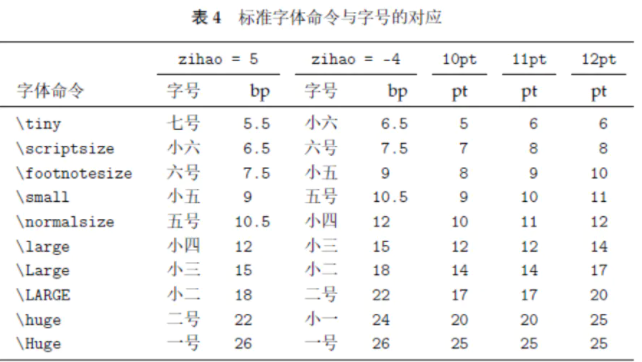 表 4 标准字体命令与字号的对应
zihao = 5 zihao = -4 10pt 11pt 12pt
字体命令 字号 bp 字号 bp pt pt pt
\tiny 七号 5.5 小六 6.5 5 6 6
\scriptsize 小六 6.5 六号 7.5 7 8 8
\footnotesize 六号 7.5 小五 9 8 9 10
\small 小五 9 五号 10.5 9 10 11
\normalsize 五号 10.5 小四 12 10 11 12
\large 小四 12 小三 15 12 12 14
\Large 小三 15 小二 18 14 14 17
\LARGE 小二 18 二号 22 17 17 20
\huge 二号 22 小一 24 20 20 25
\Huge 一号 26 一号 26 25 25 25